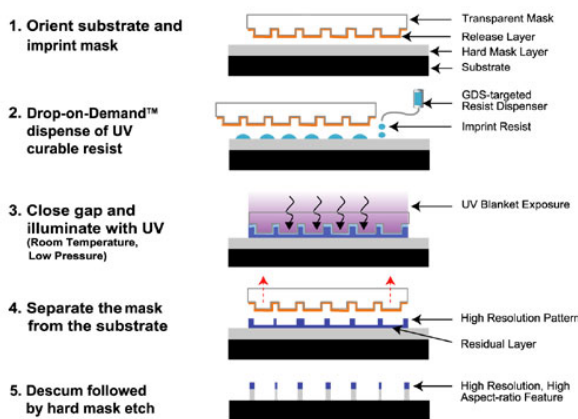 1. Orient substrate and
imprint mask
Transparent Mask
Release Layer
Hard Mask Layer
Substrate
2. Drop-on-Demand™
dispense of UV
curable resist
GDS-targeted
Resist Dispenser
Imprint Resist
3. Close gap and
illuminate with UV
(Room Temperature,
Low Pressure)
UV Blanket Exposure
4. Separate the mask
from the substrate
High Resolution Pattern
Residual Layer
5. Descum followed
by hard mask etch
High Resolution, High
Aspect-ratio Feature